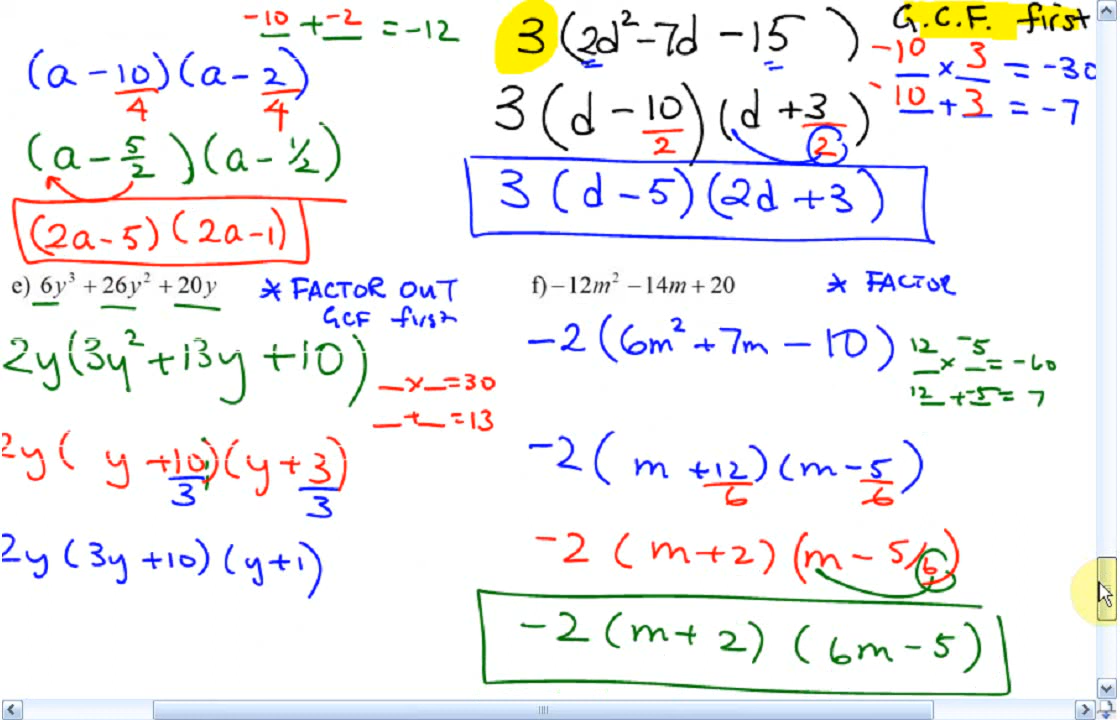 -10 + -2 = -12
(a - 10/4)(a - 2/4)
(a - 5/2)(a - 1/2)
(2a - 5)(2a - 1)
3(2d² - 7d - 15)
G.C.F. first
-10 × 3 = -30
-10 + 3 = -7
3(d - 10/2)(d + 3/2)
3(d - 5)(2d + 3)
e) 6y³ + 26y² + 20y
* FACTOR OUT
GCF first
2y(3y² + 13y + 10)
_ × _ = 30
_ + _ = 13
2y(y + 10/3)(y + 3/3)
2y(3y + 10)(y + 1)
f) -12m² - 14m + 20
* FACTOR
-2(6m² + 7m - 10)
12 × -5 = -60
12 + -5 = 7
-2(m + 12/6)(m - 5/6)
-2(m + 2)(m - 5/6)
-2(m + 2)(6m - 5)